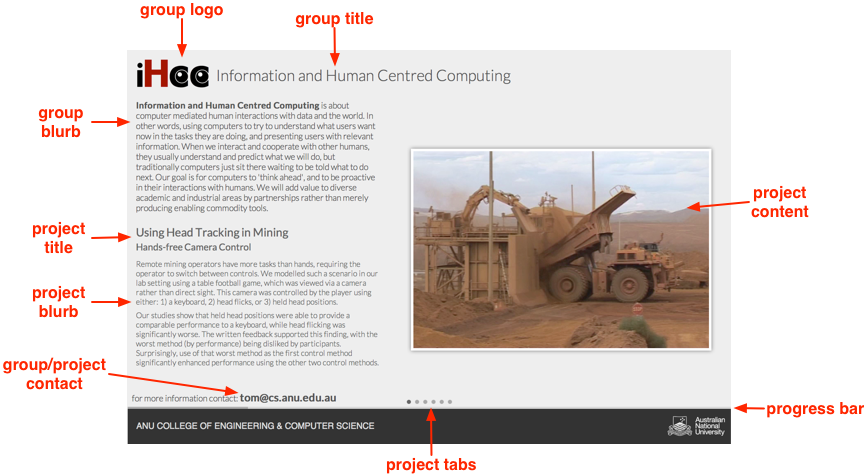 group logo
group title
iHcc Information and Human Centred Computing
group
blurb
Information and Human Centred Computing is about
computer mediated human interactions with data and the world. In
other words, using computers to try to understand what users want
now in the tasks they are doing, and presenting users with relevant
information. When we interact and cooperate with other humans,
they usually understand and predict what we will do, but
traditionally computers just sit there waiting to be told what to do
next. Our goal is for computers to 'think ahead', and to be proactive
in their interactions with humans. We will add value to diverse
academic and industrial areas by partnerships rather than merely
producing enabling commodity tools.
project
content
project
title
Using Head Tracking in Mining
Hands-free Camera Control
project
blurb
Remote mining operators have more tasks than hands, requiring the
operator to switch between controls. We modelled such a scenario in our
lab setting using a table football game, which was viewed via a camera
rather than direct sight. This camera was controlled by the player using
either: 1) a keyboard, 2) head flicks, or 3) held head positions.
Our studies show that held head positions were able to provide a
comparable performance to a keyboard, while head flicking was
significantly worse. The written feedback supported this finding, with the
worst method (by performance) being disliked by participants.
Surprisingly, use of that worst method as the first control method
significantly enhanced performance using the other two control methods.
group/project
contact
for more information contact: tom@cs.anu.edu.au
progress bar
ANU COLLEGE OF ENGINEERING & COMPUTER SCIENCE
Australian
National
University
project tabs